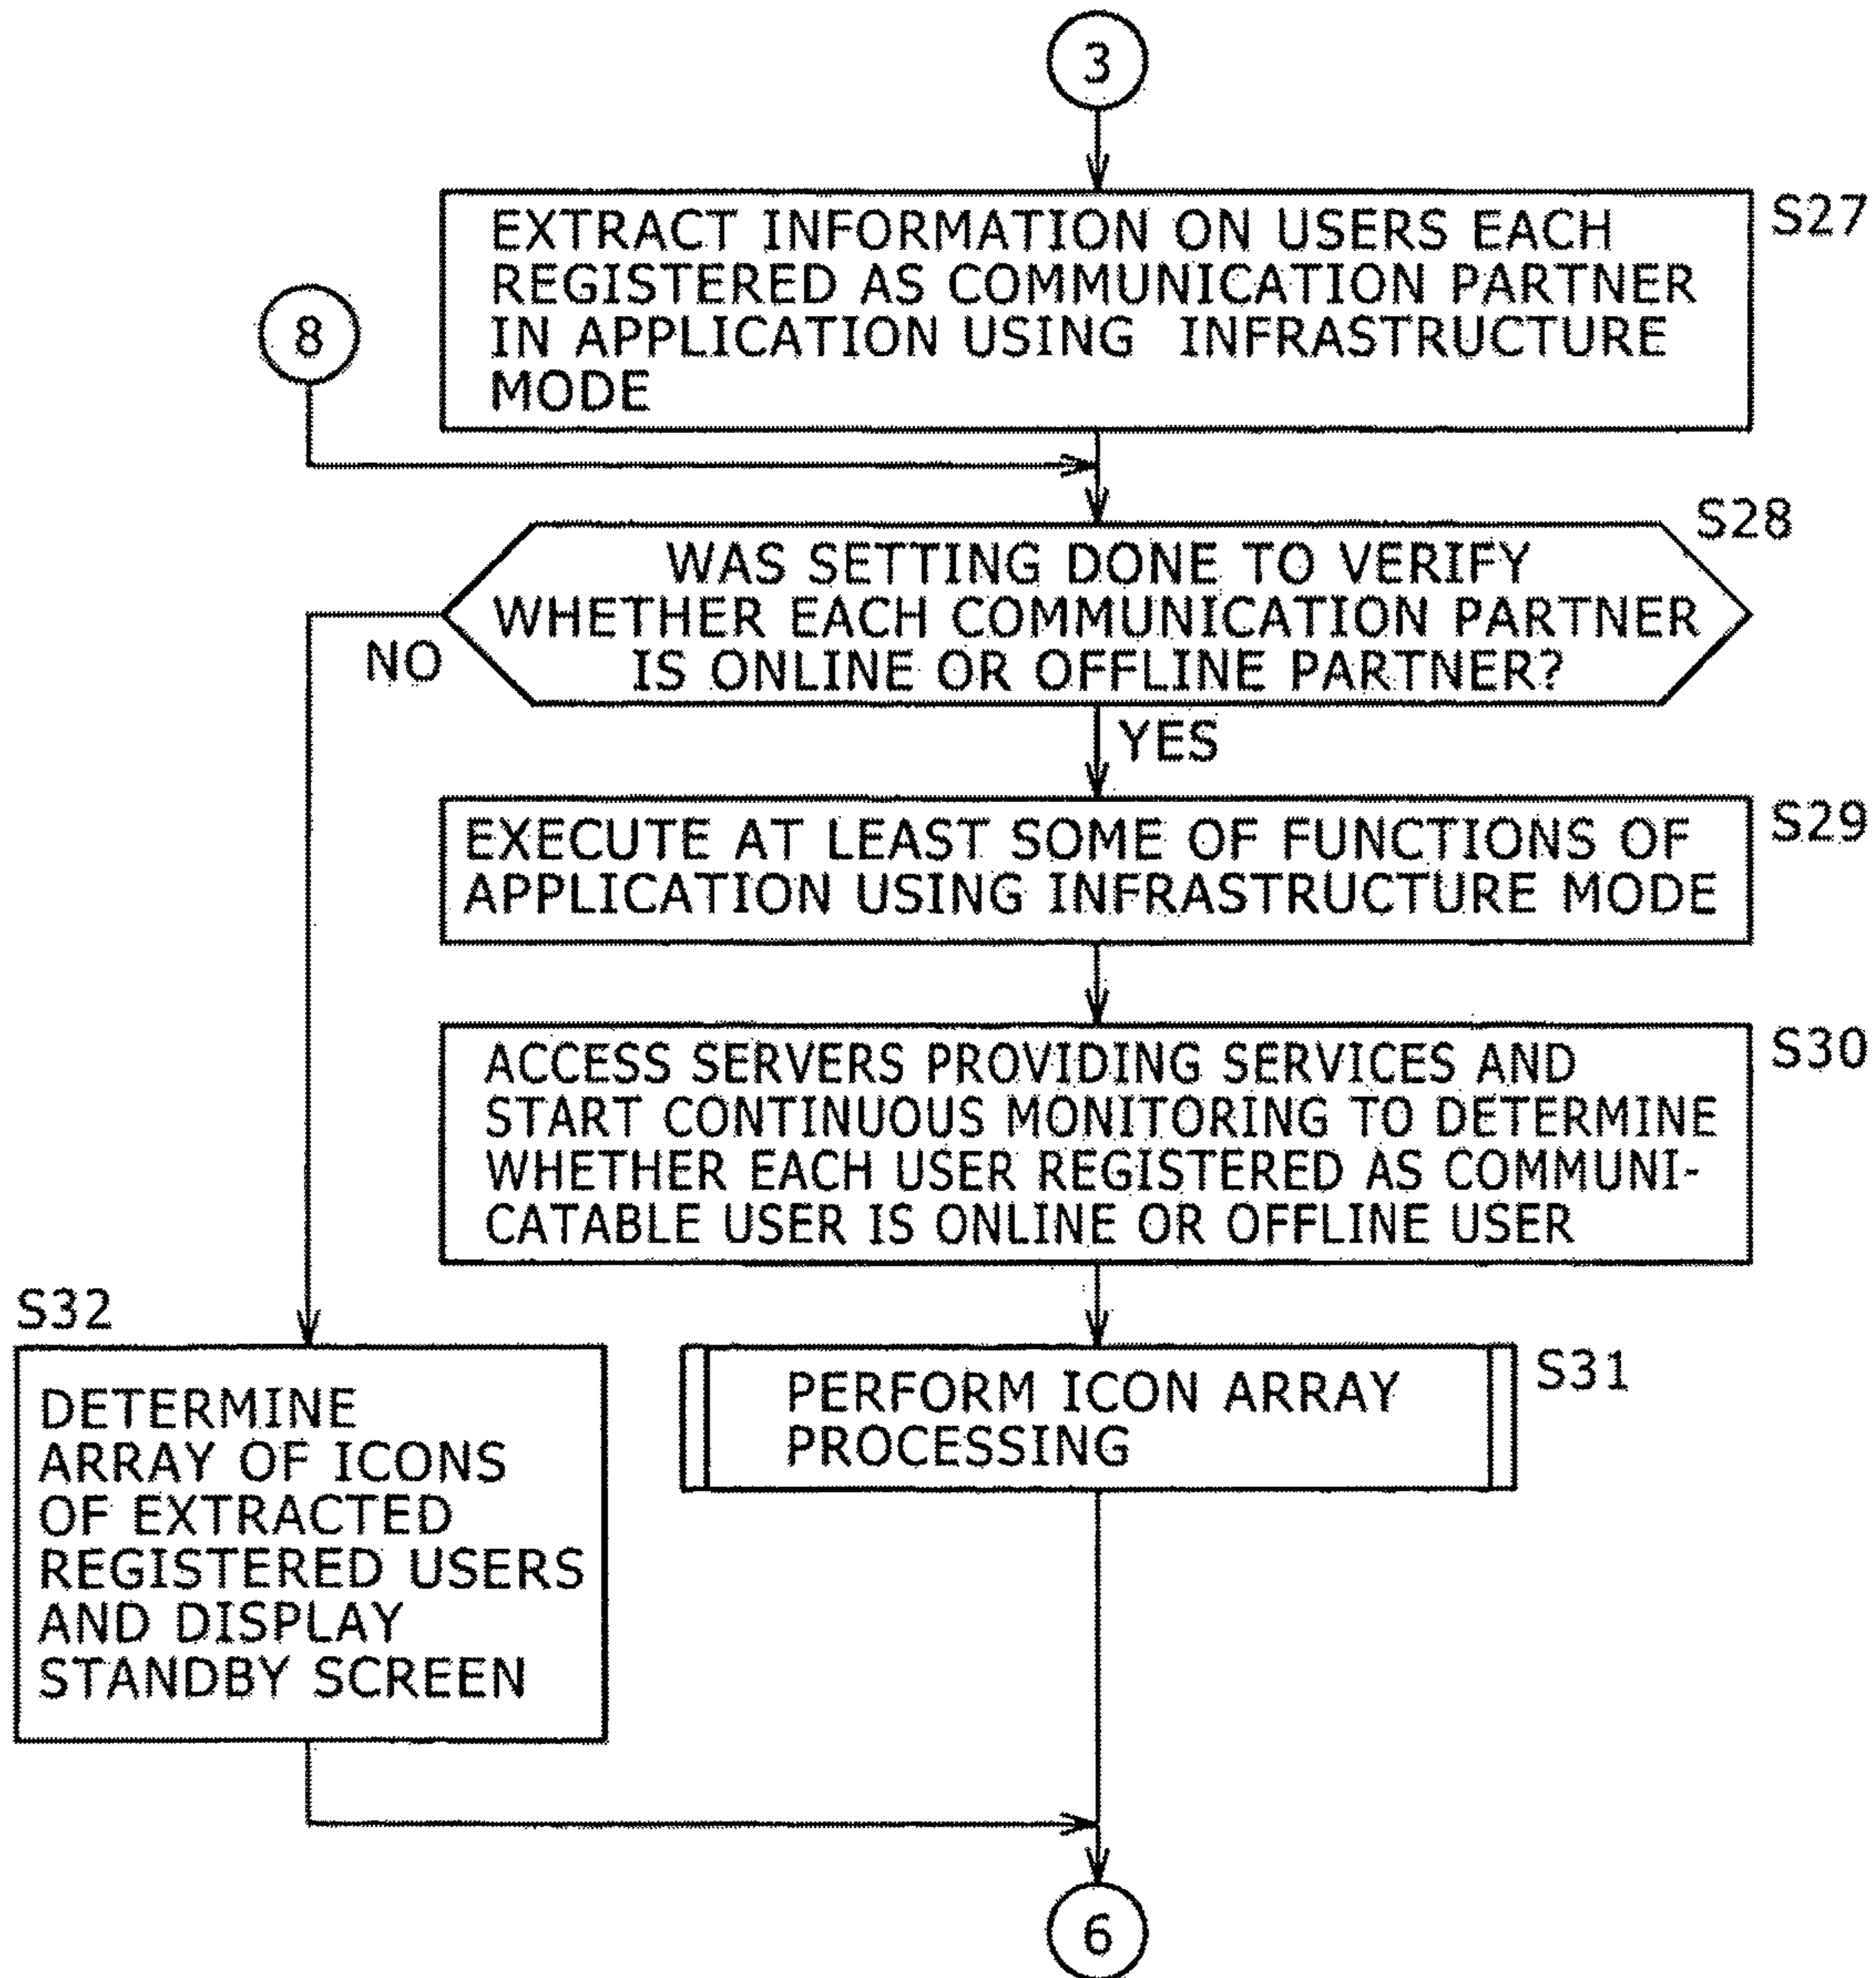 3
EXTRACT INFORMATION ON USERS EACH
REGISTERED AS COMMUNICATION PARTNER
IN APPLICATION USING INFRASTRUCTURE
MODE
S27
8
S28
WAS SETTING DONE TO VERIFY
WHETHER EACH COMMUNICATION PARTNER
IS ONLINE OR OFFLINE PARTNER?
NO
YES
EXECUTE AT LEAST SOME OF FUNCTIONS OF
APPLICATION USING INFRASTRUCTURE MODE
S29
ACCESS SERVERS PROVIDING SERVICES AND
START CONTINUOUS MONITORING TO DETERMINE
WHETHER EACH USER REGISTERED AS COMMUNI-
CATABLE USER IS ONLINE OR OFFLINE USER
S30
S32
DETERMINE
ARRAY OF ICONS
OF EXTRACTED
REGISTERED USERS
AND DISPLAY
STANDBY SCREEN
PERFORM ICON ARRAY
PROCESSING
S31
6